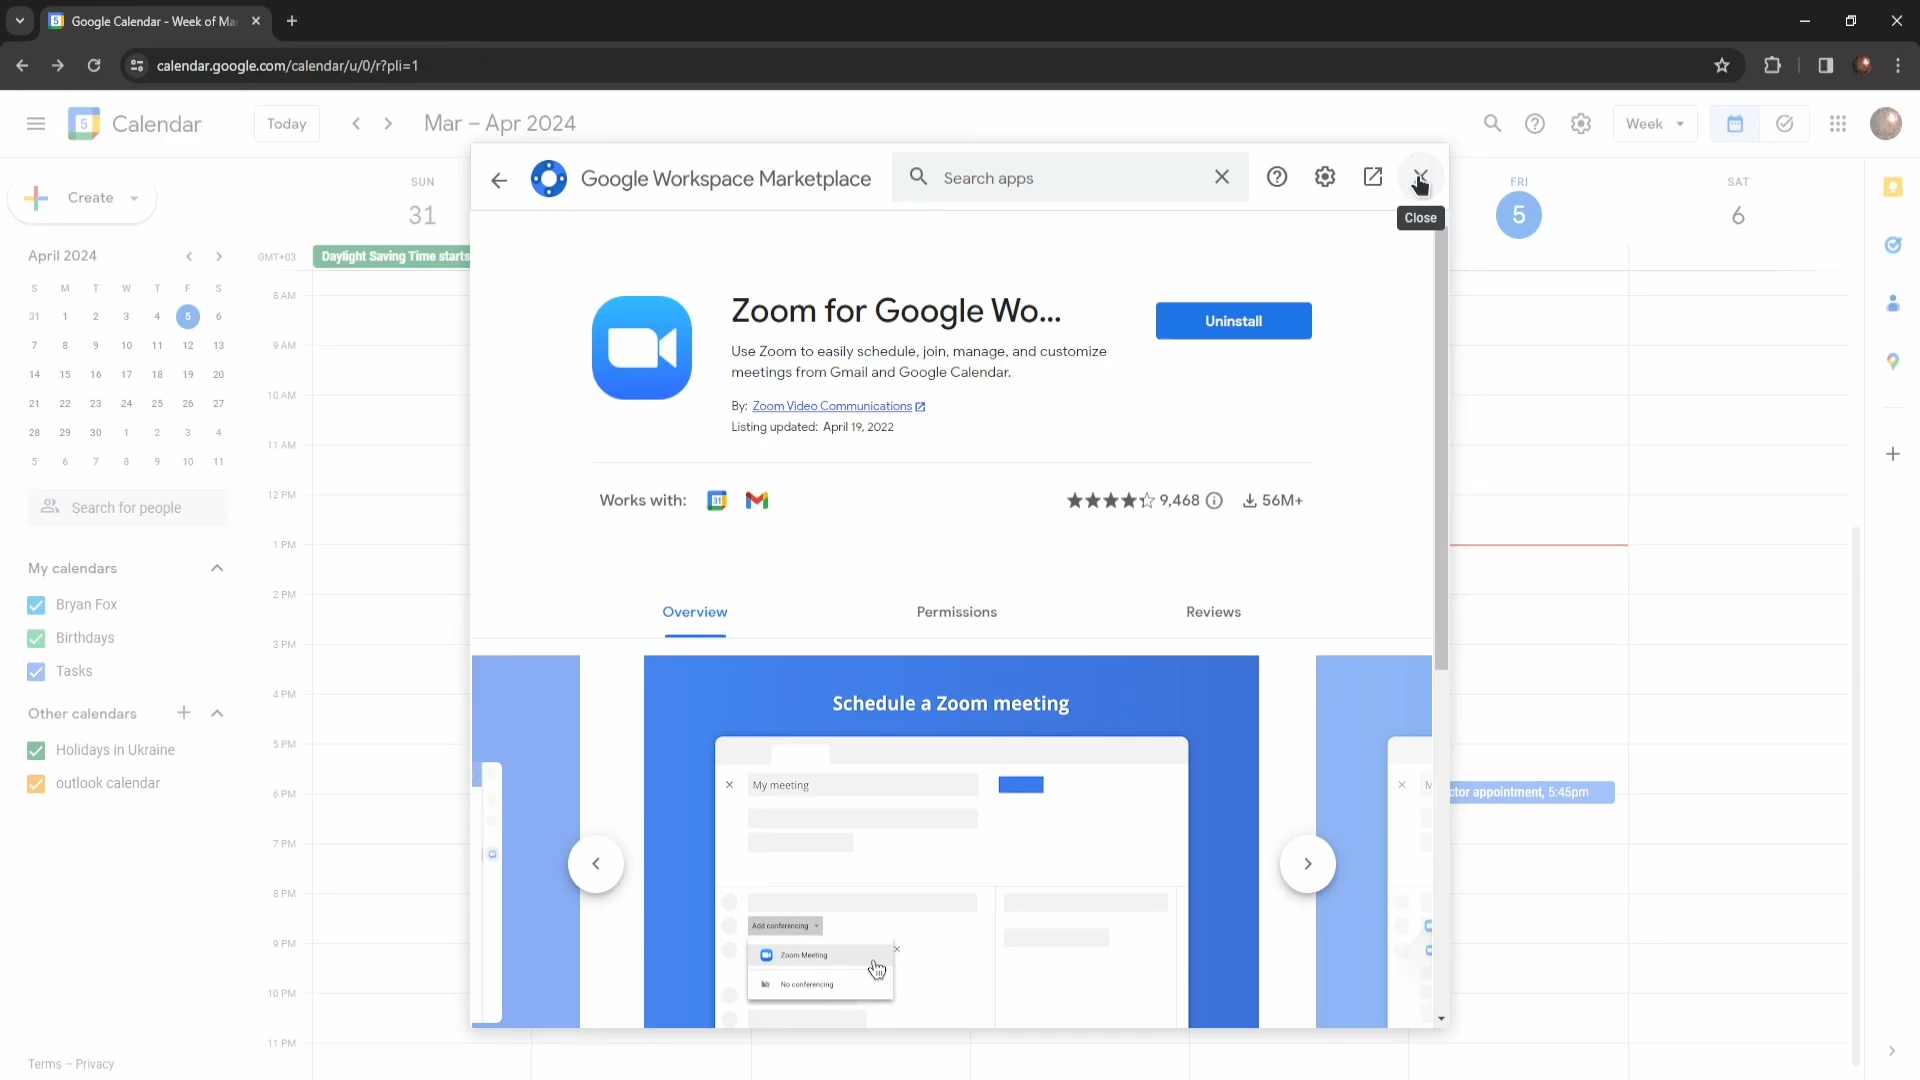 Google Calendar - Week of Ma
calendar.google.com/calendar/u/0/r?pli=1
5 Calendar
Today
Mar – Apr 2024
Week
Create
April 2024
S M T W T F S
31 1 2 3 4 5 6
7 8 9 10 11 12 13
14 15 16 17 18 19 20
21 22 23 24 25 26 27
28 29 30 1 2 3 4
5 6 7 8 9 10 11
Search for people
My calendars
Bryan Fox
Birthdays
Tasks
Other calendars
Holidays in Ukraine
outlook calendar
Terms – Privacy
SUN
31
FRI
5
SAT
6
GMT+03
Daylight Saving Time starts
8 AM
9 AM
10 AM
11 AM
12 PM
1 PM
2 PM
3 PM
4 PM
5 PM
6 PM
7 PM
8 PM
9 PM
10 PM
11 PM
ctor appointment, 5:45pm
Google Workspace Marketplace
Search apps
Close
Zoom for Google Wo...
Uninstall
Use Zoom to easily schedule, join, manage, and customize
meetings from Gmail and Google Calendar.
By: Zoom Video Communications
Listing updated: April 19, 2022
Works with: 31
9,468
56M+
Overview
Permissions
Reviews
Schedule a Zoom meeting
My meeting
Add conferencing
Zoom Meeting
No conferencing
M